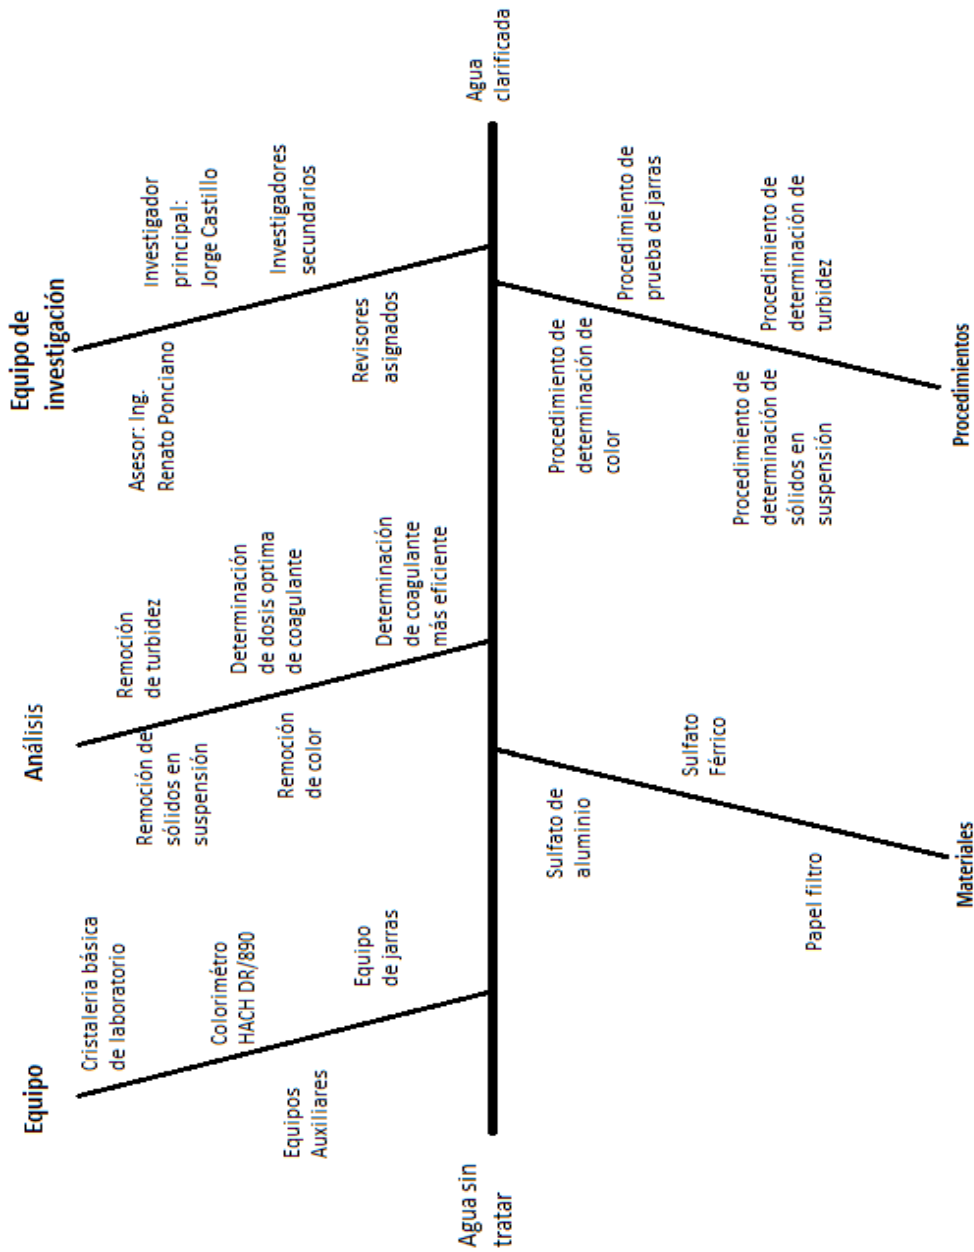 Equipo
Cristaleria básica
de laboratorio
Colorimétro
HACH DR/890
Equipo
de jarras
Equipos
Auxiliares
Análisis
Remoción
de turbidez
Remoción de
sólidos en
suspensión
Determinación
de dosis optima
de coagulante
Remoción
de color
Determinación
de coagulante
más eficiente
Equipo de
investigación
Investigador
principal:
Jorge Castillo
Asesor: Ing.
Renato Ponciano
Investigadores
secundarios
Revisores
asignados
Agua sin
tratar
Agua
clarificada
Sulfato de
aluminio
Sulfato
Férrico
Papel filtro
Materiales
Procedimiento de
determinación de
color
Procedimiento de
prueba de jarras
Procedimiento de
determinación de
sólidos en
suspensión
Procedimiento de
determinación de
turbidez
Procedimientos